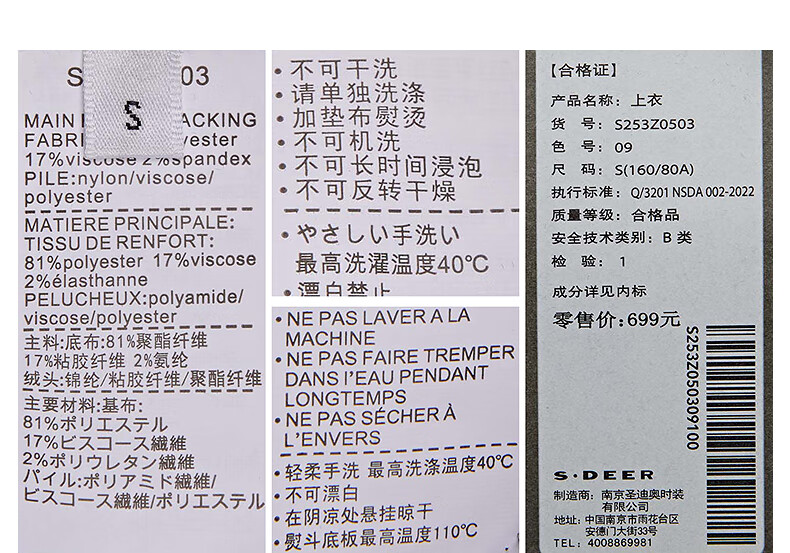 S
03
S
MAIN
ACKING
FABRI
yester
17%viscose 2%spandex
PILE:nylon/viscose/
polyester
MATIERE PRINCIPALE:
TISSU DE RENFORT:
81%polyester 17%viscose
2%élasthanne
PELUCHEUX:polyamide/
viscose/polyester
主料:底布:81%聚酯纤维
17%粘胶纤维 2%氨纶
绒头:锦纶/粘胶纤维/聚酯纤维
主要材料:基布:
81%ポリエステル
17%ビスコース繊維
2%ポリウレタン繊維
パイル:ポリアミド繊維/
ビスコース繊維/ポリエステル
·不可干洗
·请单独洗涤
·加垫布熨烫
·不可机洗
·不可长时间浸泡
·不可反转干燥
·やさしい手洗い
最高洗濯温度40℃
·漂白禁止
·NE PAS LAVER A LA
MACHINE
·NE PAS FAIRE TREMPER
DANS l'EAU PENDANT
LONGTEMPS
·NE PAS SÉCHER À
L'ENVERS
·轻柔手洗 最高洗涤温度40℃
·不可漂白
·在阴凉处悬挂晾干
·熨斗底板最高温度110℃
【合格证】
产品名称: 上衣
货 号: S253Z0503
色 号: 09
尺 码: S(160/80A)
执行标准: Q/3201 NSDA 002-2022
质量等级: 合格品
安全技术类别: B 类
检 验: 1
成分详见内标
零售价:699元
S253Z050309100
S·DEER
制造商: 南京圣迪奥时装
有限公司
地址: 中国南京市雨花台区
安德门大街33号
TEL: 4008869981